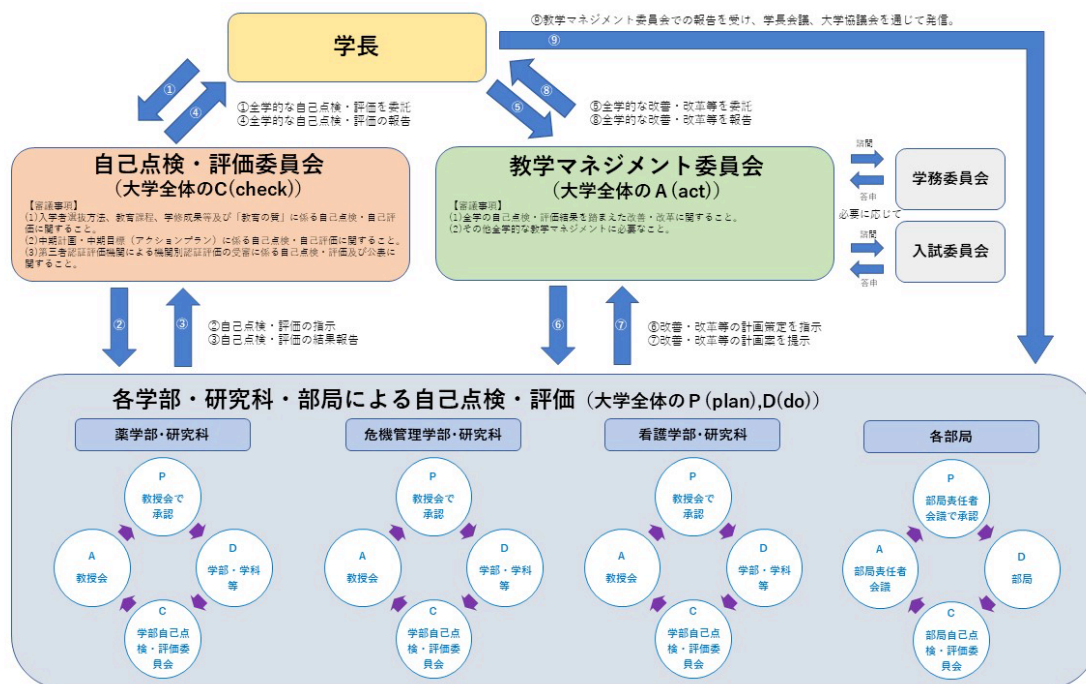 ⑨教学マネジメント委員会での報告を受け、学長会議、大学協議会を通じて発信。
⑨
学長
①
④
⑤
⑧
①全学的な自己点検・評価を委託
④全学的な自己点検・評価の報告
⑤全学的な改善・改革等を委託
⑧全学的な改善・改革等を報告
自己点検・評価委員会
(大学全体のC(check))
【審議事項】
(1)入学者選抜方法、教育課程、学修成果等及び「教育の質」に係る自己点検・自己評
価に関すること。
(2)中期計画・中期目標（アクションプラン）に係る自己点検・自己評価に関すること。
(3)第三者認証評価機関による機関別認証評価の受審に係る自己点検・評価及び公表に
関すること。
教学マネジメント委員会
(大学全体のA(act))
【審議事項】
(1)全学の自己点検・評価結果を踏まえた改善・改革に関すること。
(2)その他全学的な教学マネジメントに必要なこと。
諮問
答申
学務委員会
必要に応じて
諮問
答申
入試委員会
②
③
②自己点検・評価の指示
③自己点検・評価の結果報告
⑥
⑦
⑥改善・改革等の計画策定を指示
⑦改善・改革等の計画案を提示
各学部・研究科・部局による自己点検・評価（大学全体のP(plan),D(do)）
薬学部・研究科
P
教授会で
承認
A
教授会
D
学部・学科
等
C
学部自己点
検・評価委
員会
危機管理学部・研究科
P
教授会で
承認
A
教授会
D
学部・学科
等
C
学部自己点
検・評価委
員会
看護学部・研究科
P
教授会で
承認
A
教授会
D
学部・学科
等
C
学部自己点
検・評価委
員会
各部局
P
部局責任者
会議で承認
A
部局責任者
会議
D
部局
C
部局自己点
検・評価委
員会